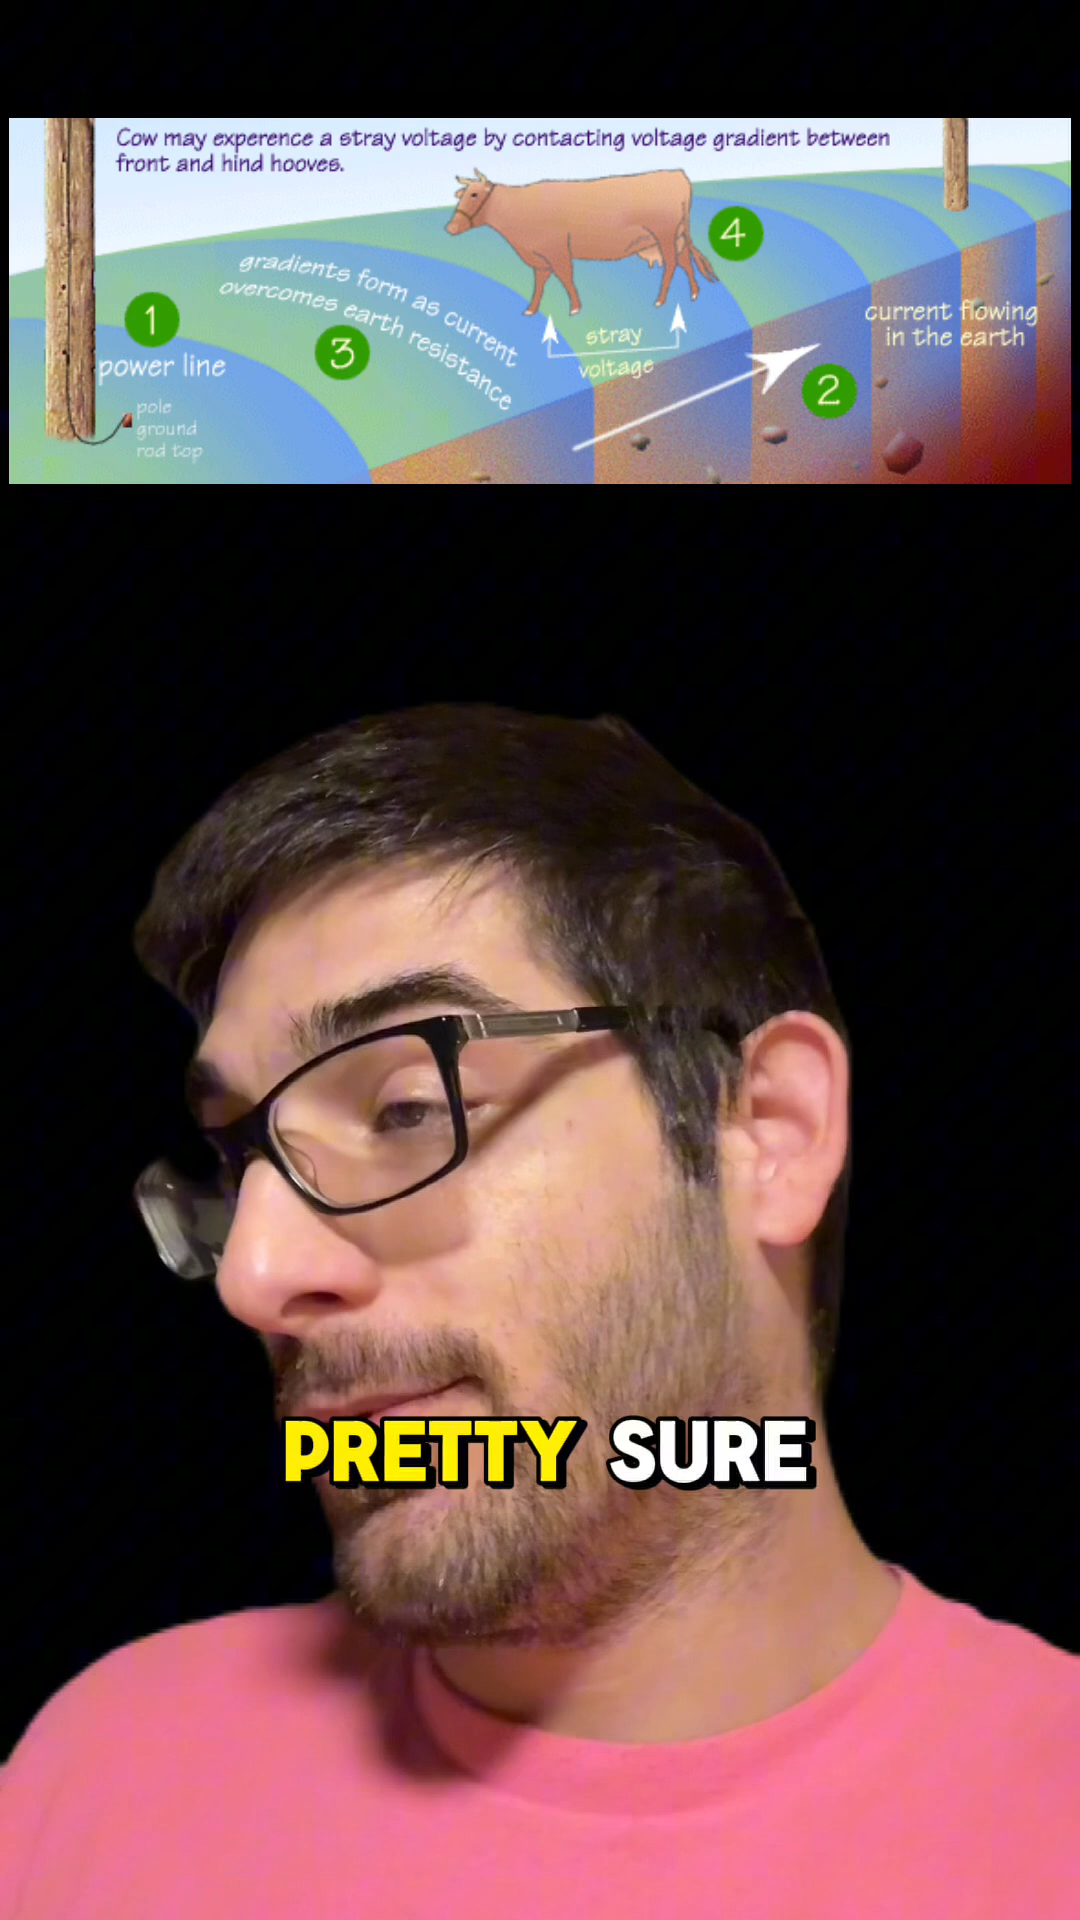 Cow may experence a stray voltage by contacting voltage gradient between
front and hind hooves.
4
gradients form as current
overcomes earth resistance
1
power line
3
stray
voltage
current flowing
in the earth
2
pole
ground
rod top
PRETTY SURE